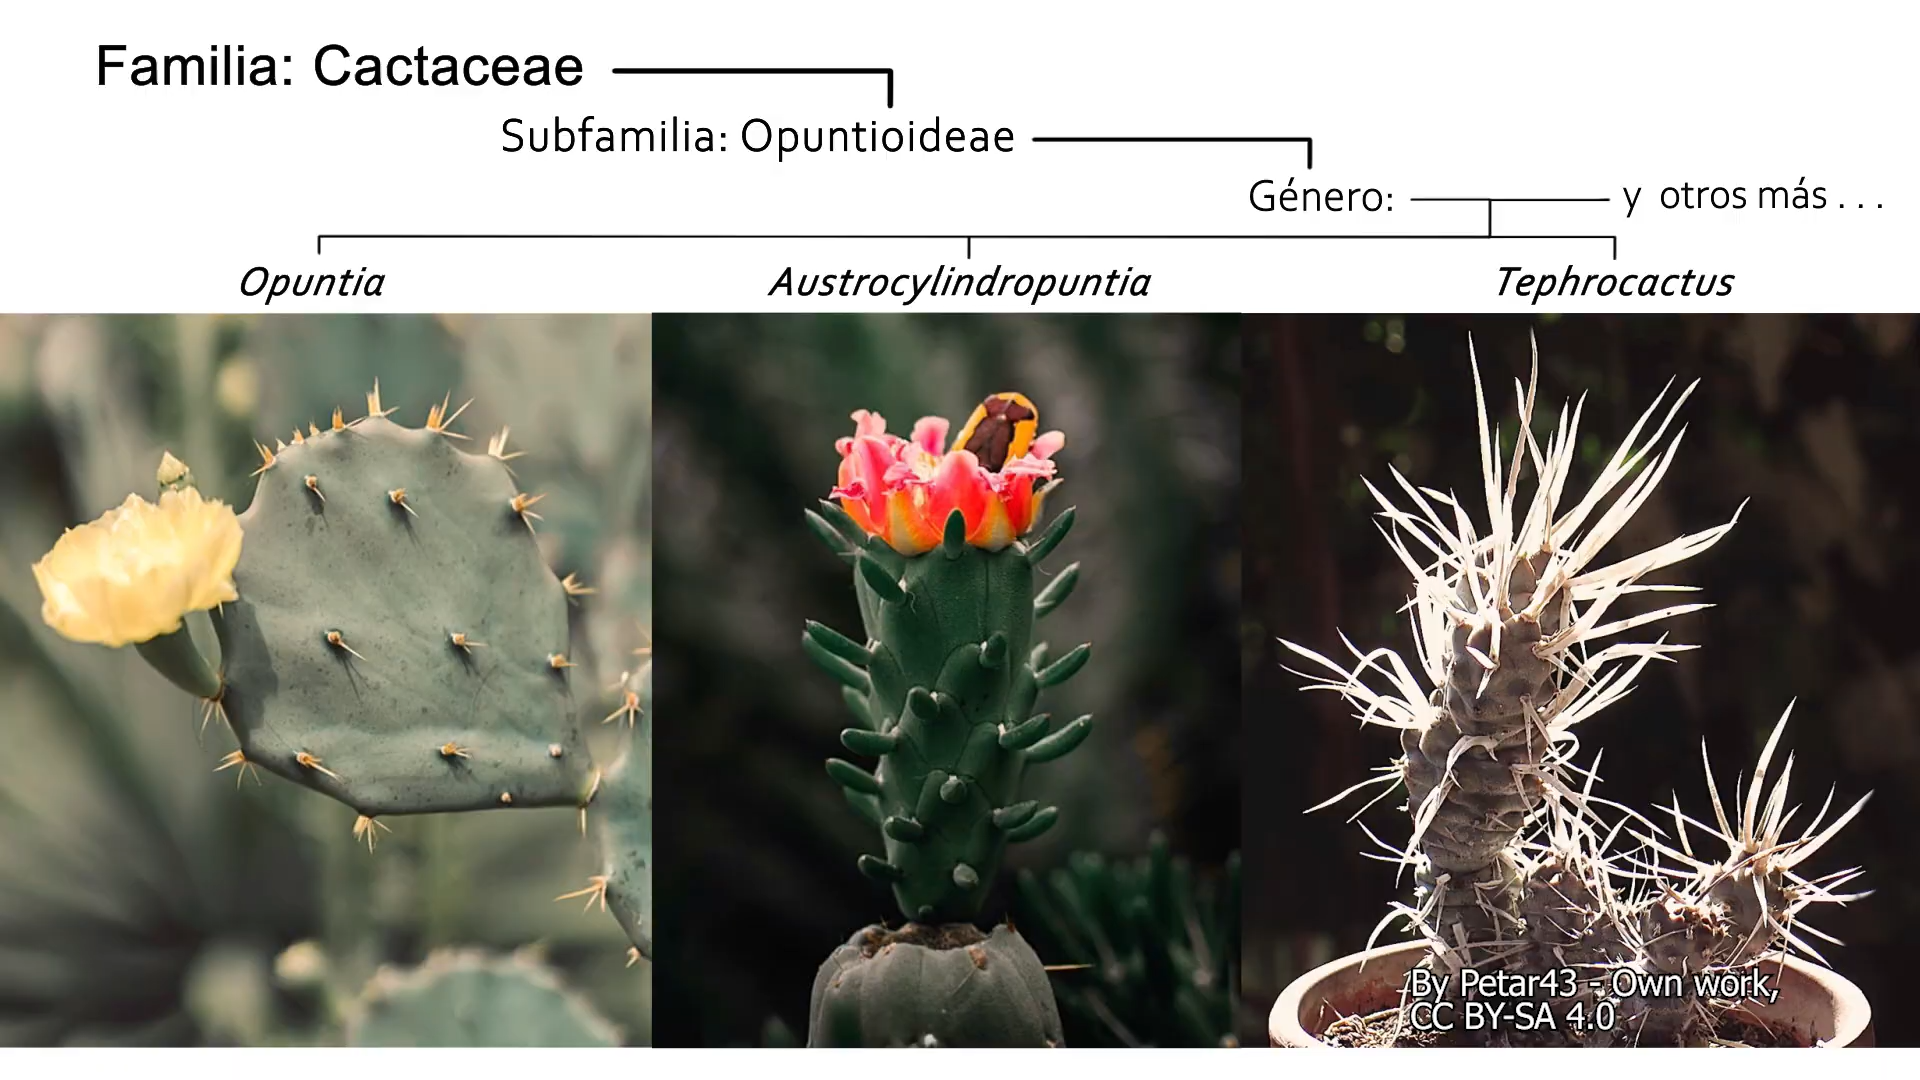 Familia: Cactaceae
Subfamilia: Opuntioideae
Género:
y otros más . . .
Opuntia
Austrocylindropuntia
Tephrocactus
By Petar43 - Own work,
CC BY-SA 4.0